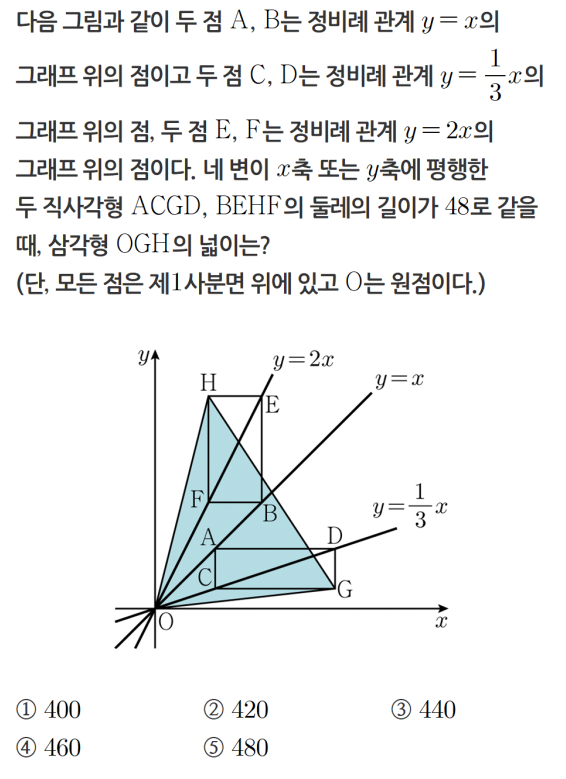 다음 그림과 같이 두 점 A, B는 정비례 관계 y=x의
그래프 위의 점이고 두 점 C, D는 정비례 관계 y=1/3x의
그래프 위의 점, 두 점 E, F는 정비례 관계 y=2x의
그래프 위의 점이다. 네 변이 x축 또는 y축에 평행한
두 직사각형 ACGD, BEHF의 둘레의 길이가 48로 같을
때, 삼각형 OGH의 넓이는?
(단, 모든 점은 제1사분면 위에 있고 O는 원점이다.)
y
y=2x
H
y=x
E
F
B
y=1/3x
A
D
C
G
O
x
① 400 ② 420 ③ 440
④ 460 ⑤ 480